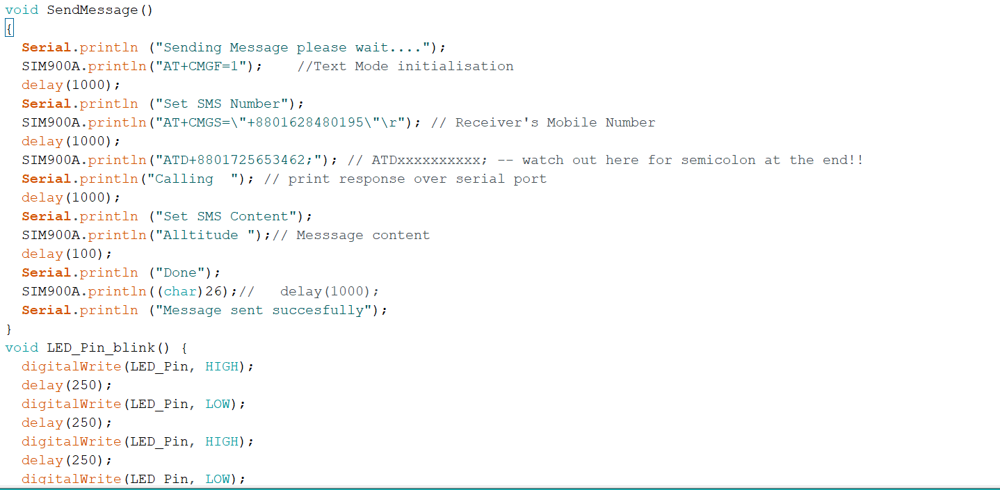 void SendMessage()
{
  Serial.println ("Sending Message please wait....");
  SIM900A.println("AT+CMGF=1");    //Text Mode initialisation
  delay(1000);
  Serial.println ("Set SMS Number");
  SIM900A.println("AT+CMGS=\"+8801628480195\"\r"); // Receiver's Mobile Number
  delay(1000);
  SIM900A.println("ATD+8801725653462;"); // ATDxxxxxxxxxx; -- watch out here for semicolon at the end!!
  Serial.println("Calling  "); // print response over serial port
  delay(1000);
  Serial.println ("Set SMS Content");
  SIM900A.println("Alltitude ");// Messsage content
  delay(100);
  Serial.println ("Done");
  SIM900A.println((char)26);//   delay(1000);
  Serial.println ("Message sent succesfully");
}
void LED_Pin_blink() {
  digitalWrite(LED_Pin, HIGH);
  delay(250);
  digitalWrite(LED_Pin, LOW);
  delay(250);
  digitalWrite(LED_Pin, HIGH);
  delay(250);
  digitalWrite(LED_Pin, LOW);